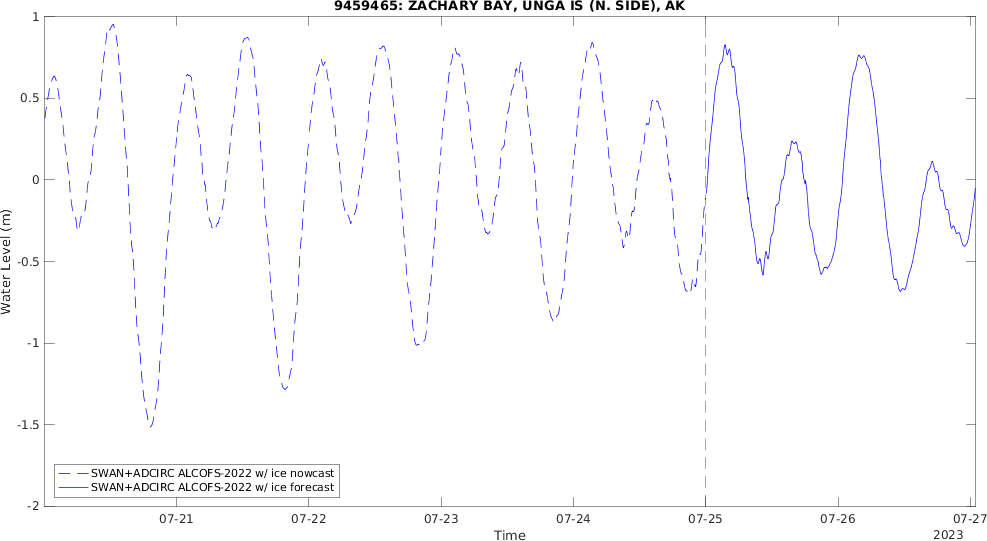 9459465: ZACHARY BAY, UNGA IS (N. SIDE), AK
1
0.5
0
-0.5
-1
-1.5
-2
Water Level (m)
SWAN+ADCIRC ALCOFS-2022 w/ ice nowcast
SWAN+ADCIRC ALCOFS-2022 w/ ice forecast
07-21 07-22 07-23 07-24 07-25 07-26 07-27
Time
2023